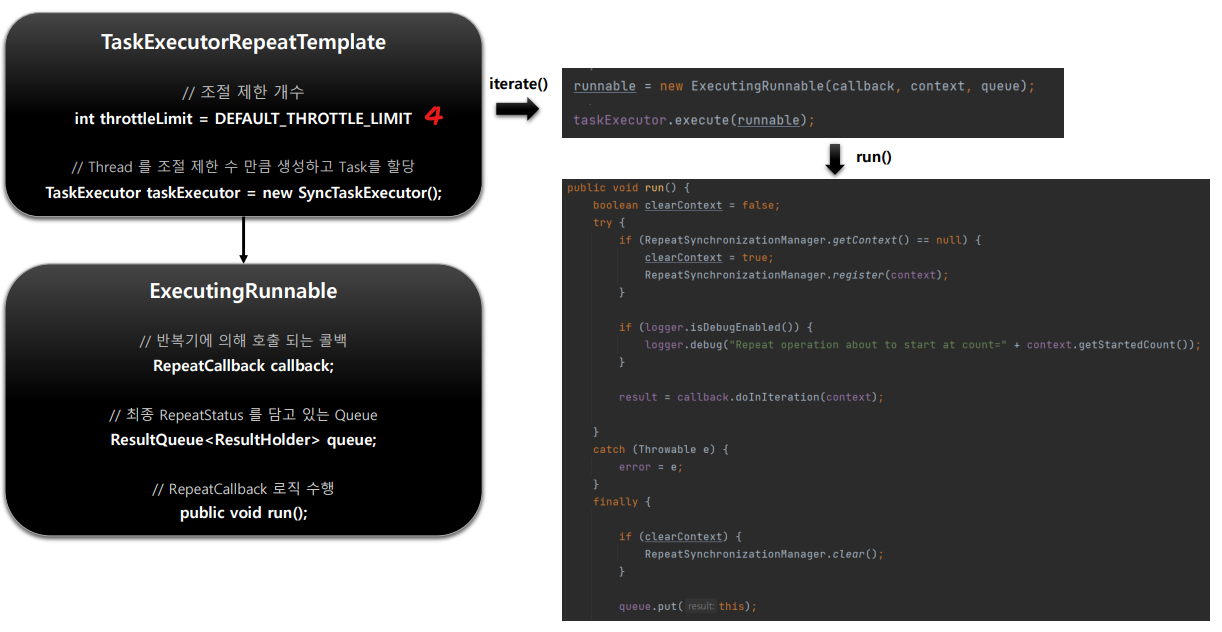 TaskExecutorRepeatTemplate
// 조절 제한 개수
int throttleLimit = DEFAULT_THROTTLE_LIMIT 4
// Thread 를 조절 제한 수 만큼 생성하고 Task를 할당
TaskExecutor taskExecutor = new SyncTaskExecutor();
ExecutingRunnable
// 반복기에 의해 호출 되는 콜백
RepeatCallback callback;
// 최종 RepeatStatus 를 담고 있는 Queue
ResultQueue<ResultHolder> queue;
// RepeatCallback 로직 수행
public void run();
iterate()
runnable = new ExecutingRunnable(callback, context, queue);
taskExecutor.execute(runnable);
run()
public void run() {
boolean clearContext = false;
try {
if (RepeatSynchronizationManager.getContext() == null) {
clearContext = true;
RepeatSynchronizationManager.register(context);
}
if (logger.isDebugEnabled()) {
logger.debug("Repeat operation about to start at count=" + context.getStartedCount());
}
result = callback.doInIteration(context);
}
catch (Throwable e) {
error = e;
}
finally {
if (clearContext) {
RepeatSynchronizationManager.clear();
}
queue.put( result: this);